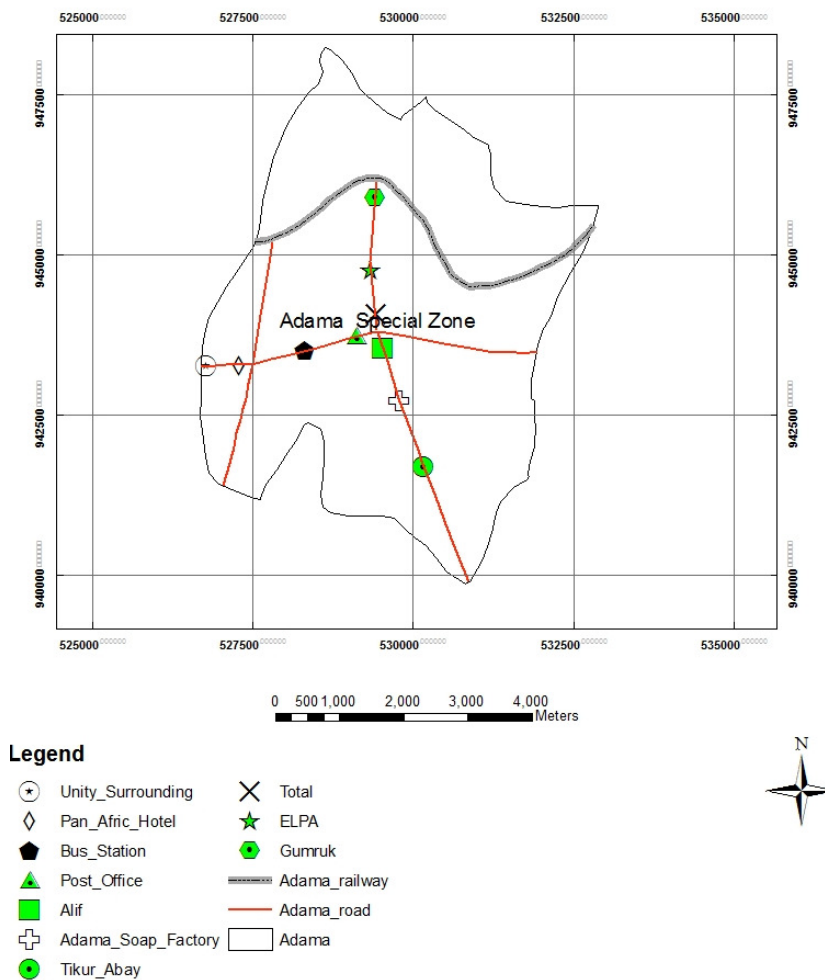 525000 527500 530000 532500 535000
947500 947500
945000 945000
Adama Special Zone
942500 942500
940000 940000
525000 527500 530000 532500 535000
0 500 1,000 2,000 3,000 4,000
Meters
Legend
N
Unity_Surrounding Total
Pan_Afric_Hotel ELPA
Bus_Station Gumruk
Post_Office Adama_railway
Alif Adama_road
Adama_Soap_Factory Adama
Tikur_Abay